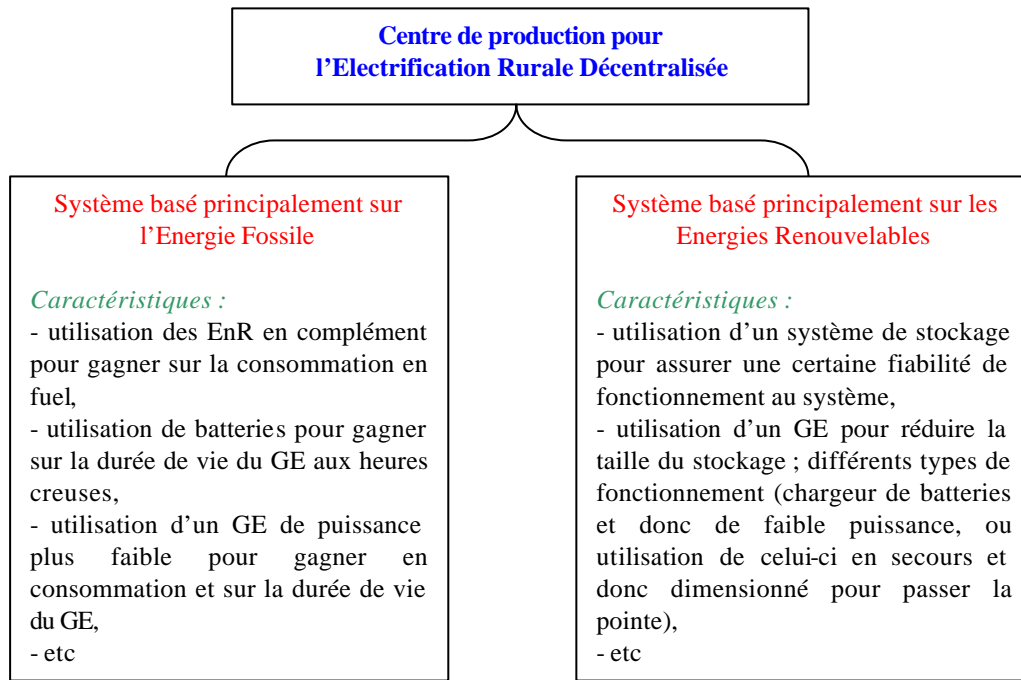 Centre de production pour
l'Electrification Rurale Décentralisée
Système basé principalement sur
l'Energie Fossile
Caractéristiques :
- utilisation des EnR en complément
pour gagner sur la consommation en
fuel,
- utilisation de batteries pour gagner
sur la durée de vie du GE aux heures
creuses,
- utilisation d'un GE de puissance
plus faible pour gagner en
consommation et sur la durée de vie
du GE,
- etc
Système basé principalement sur les
Energies Renouvelables
Caractéristiques :
- utilisation d'un système de stockage
pour assurer une certaine fiabilité de
fonctionnement au système,
- utilisation d'un GE pour réduire la
taille du stockage ; différents types de
fonctionnement (chargeur de batteries
et donc de faible puissance, ou
utilisation de celui-ci en secours et
donc dimensionné pour passer la
pointe),
- etc